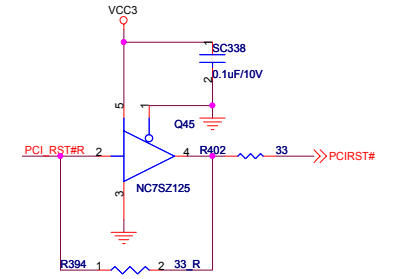 VCC3
1
SC338
2
0.1uF/10V
5
1
Q45
PCI_RST#R
2
4
R402
33
PCIRST#
NC7SZ125
3
R394
1
2
33_R